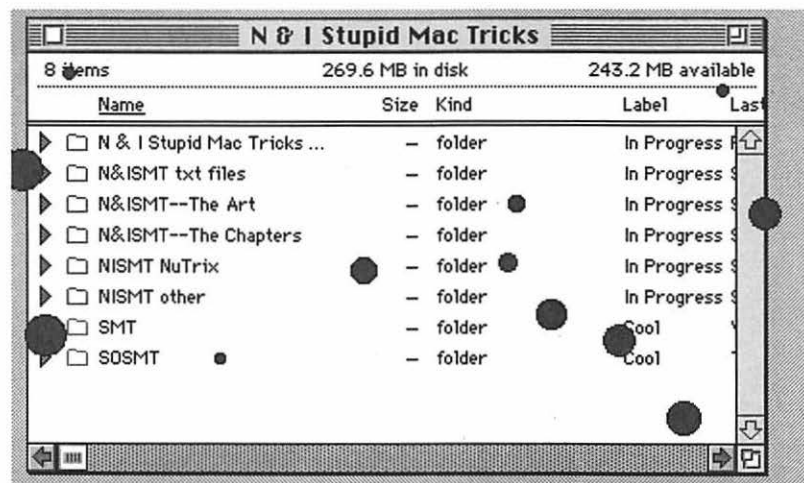 N & I Stupid Mac Tricks
8 items 269.6 MB in disk 243.2 MB available
Name Size Kind Label Last
N & I Stupid Mac Tricks ... – folder In Progress
N&ISMT txt files – folder In Progress
N&ISMT--The Art – folder In Progress
N&ISMT--The Chapters – folder In Progress
NISMT NuTrix – folder In Progress
NISMT other – folder In Progress
SMT – folder Cool
SOSMT – folder Cool